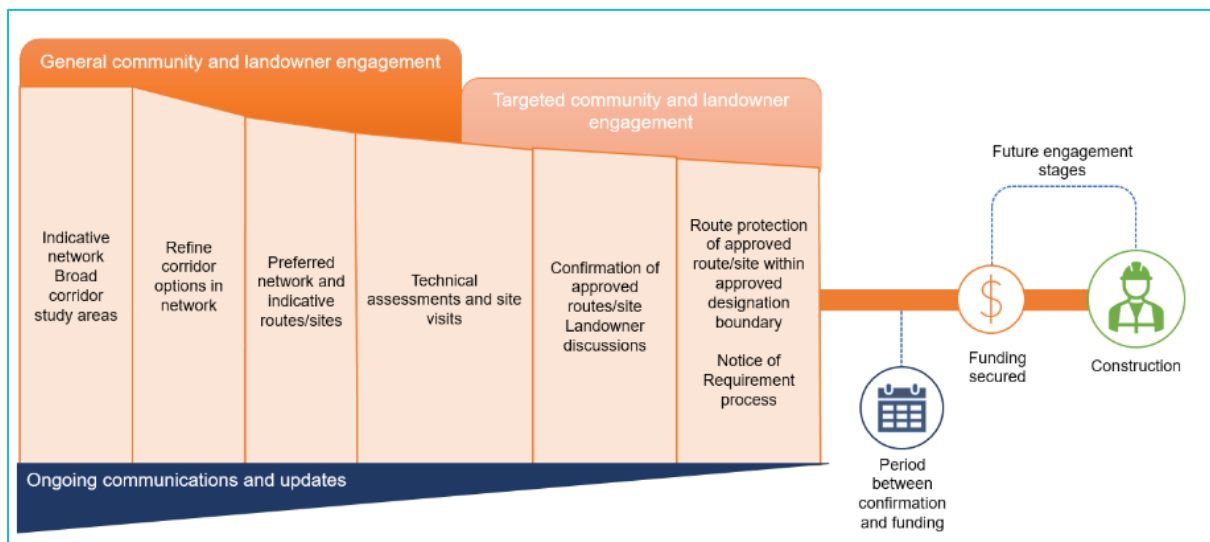 General community and landowner engagement
Targeted community and landowner
engagement
Indicative
network
Broad
corridor
study areas
Refine
corridor
options in
network
Preferred
network and
indicative
routes/sites
Technical
assessments and site
visits
Confirmation of
approved
routes/site
Landowner
discussions
Route protection
of approved
route/site within
approved
designation
boundary
Notice of
Requirement
process
Future engagement
stages
$
Funding
secured
Construction
Period
between
confirmation
and funding
Ongoing communications and updates